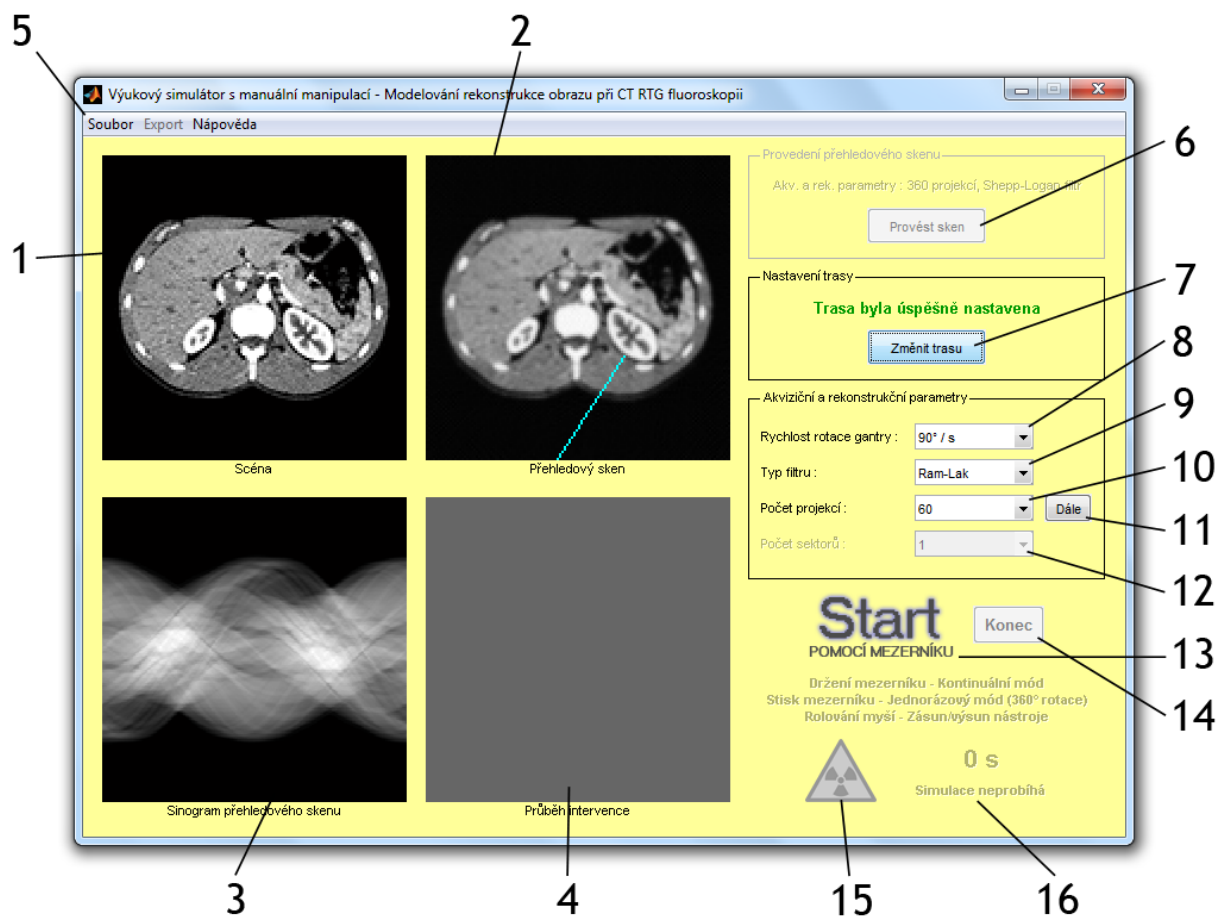 5
2
Výukový simulátor s manuální manipulací - Modelování rekonstrukce obrazu při CT RTG fluoroskopii
Soubor Export Nápověda
1
Scéna
Přehledový sken
Sinogram přehledového skenu
Průběh intervence
Provedení přehledového skenu
Akv. a rek. parametry : 360 projekcí, Shepp-Logan filtr
Provést sken
6
Nastavení trasy
Trasa byla úspěšně nastavena
Změnit trasu
7
Akviziční a rekonstrukční parametry
Rychlost rotace gantry : 90° / s
8
Typ filtru : Ram-Lak
9
Počet projekcí : 60 Dále
10
11
Počet sektorů : 1
12
Start
POMOCÍ MEZERNÍKU
13
Konec
14
Držení mezerníku - Kontinuální mód
Stisk mezerníku - Jednorázový mód (360° rotace)
Rolování myší - Zásun/výsun nástroje
0 s
Simulace neprobíhá
3
4
15
16